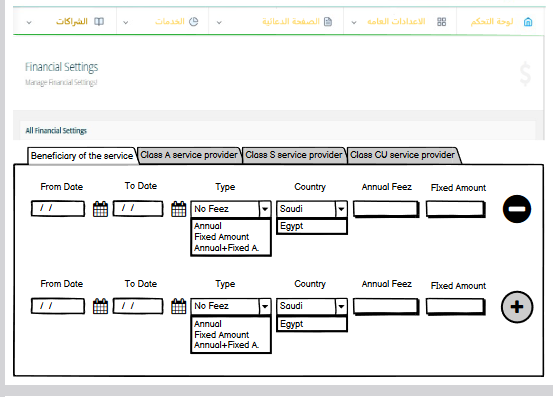 لوحة التحكم الاعدادات العامه الصفحة الدعائية الخدمات الشراكات
Financial Settings
Manage Financial Settings!
$
All Financial Settings
Beneficiary of the service Class A service provider Class S service provider Class CU service provider
From Date To Date Type Country Annual Feez FIxed Amount
/ / / / No Feez Saudi
Annual Egypt
Fixed Amount
Annual+Fixed A.
From Date To Date Type Country Annual Feez FIxed Amount
/ / / / No Feez Saudi
Annual Egypt
Fixed Amount
Annual+Fixed A.